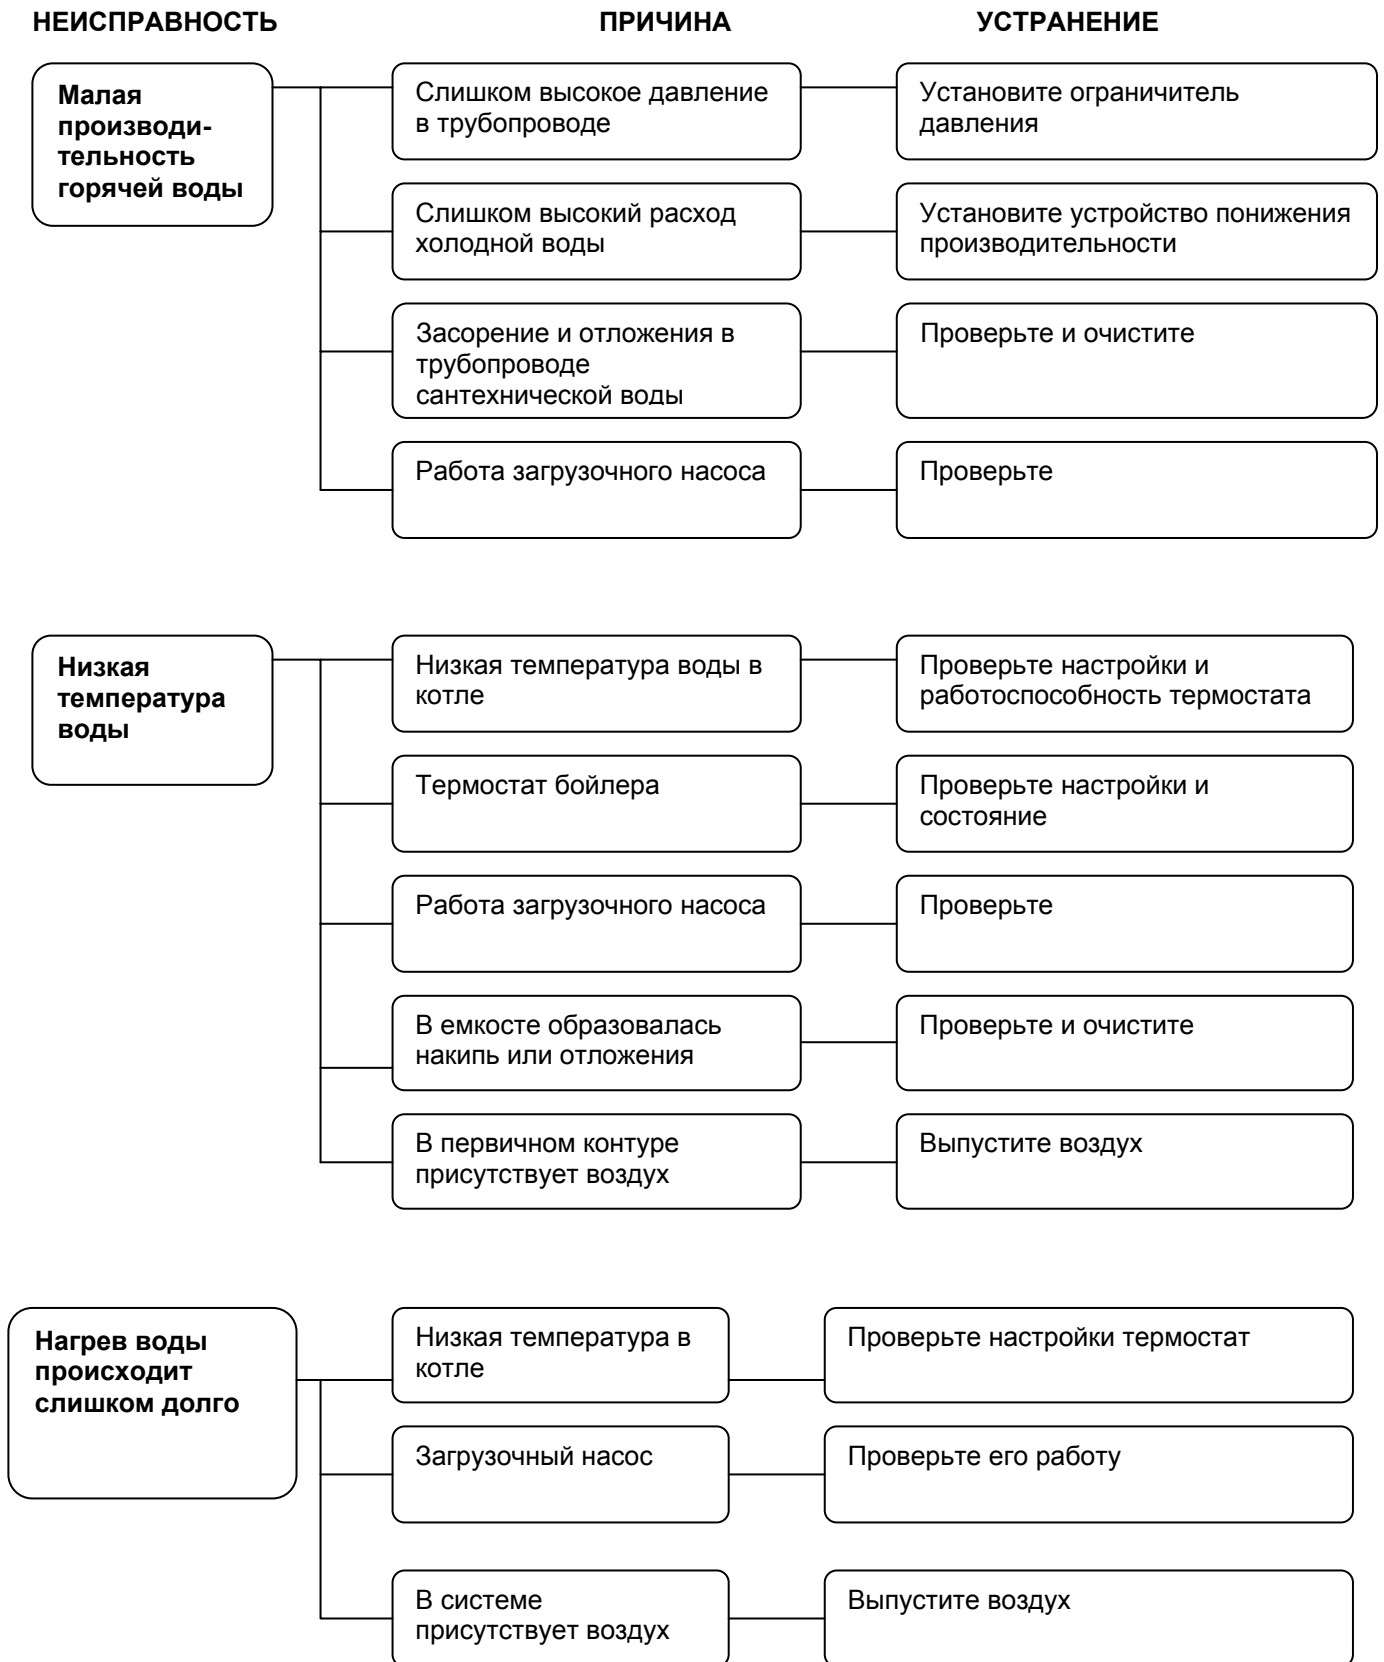 НЕИСПРАВНОСТЬ ПРИЧИНА УСТРАНЕНИЕ
Малая
производи-
тельность
горячей воды
Слишком высокое давление
в трубопроводе
Установите ограничитель
давления
Слишком высокий расход
холодной воды
Установите устройство понижения
производительности
Засорение и отложения в
трубопроводе
сантехнической воды
Проверьте и очистите
Работа загрузочного насоса
Проверьте
Низкая
температура
воды
Низкая температура воды в
котле
Проверьте настройки и
работоспособность термостата
Термостат бойлера
Проверьте настройки и
состояние
Работа загрузочного насоса
Проверьте
В емкосте образовалась
накипь или отложения
Проверьте и очистите
В первичном контуре
присутствует воздух
Выпустите воздух
Нагрев воды
происходит
слишком долго
Низкая температура в
котле
Проверьте настройки термостат
Загрузочный насос
Проверьте его работу
В системе
присутствует воздух
Выпустите воздух